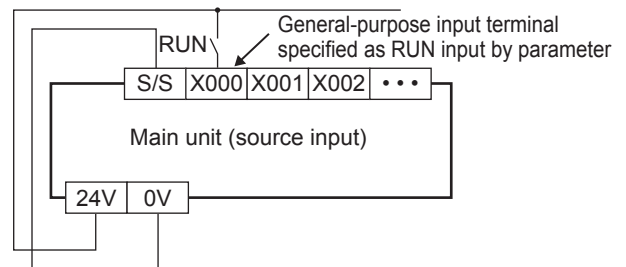 General-purpose input terminal
specified as RUN input by parameter
RUN
S/S X000 X001 X002 • • •
Main unit (source input)
24V 0V